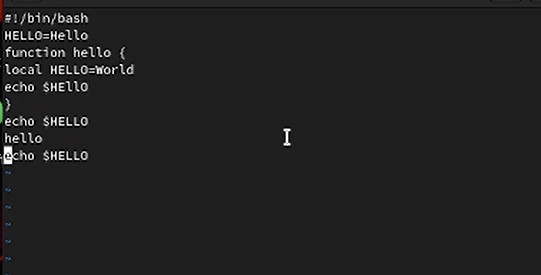 #!/bin/bash
HELLO=Hello
function hello {
local HELLO=World
echo $HEllO
}
echo $HELLO
hello
echo $HELLO
~
~
~
~
~
~